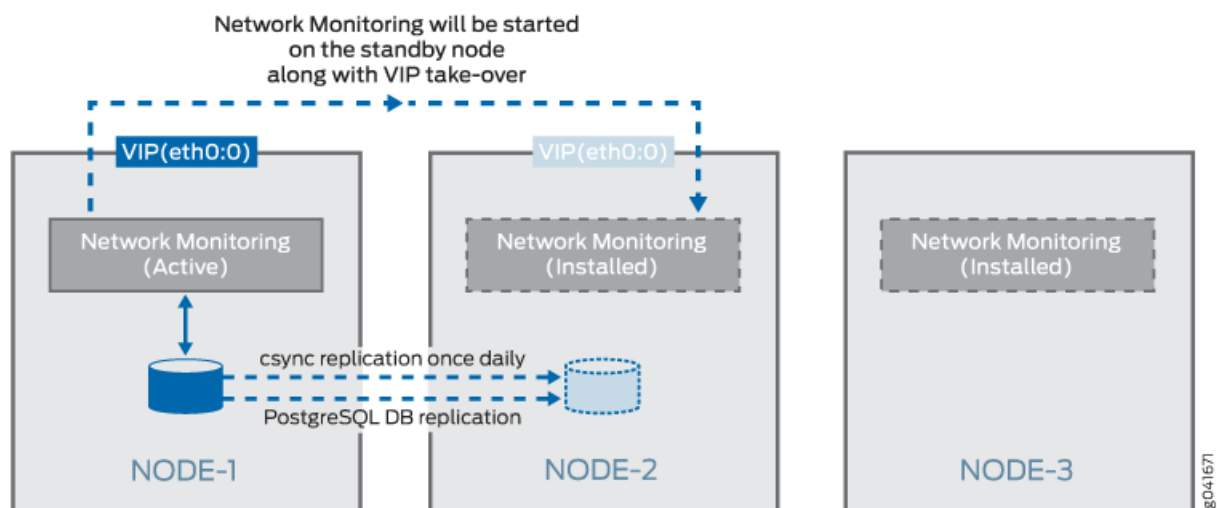 Network Monitoring will be started
on the standby node
along with VIP take-over
VIP(eth0:0)
VIP(eth0:0)
Network Monitoring
(Active)
Network Monitoring
(Installed)
Network Monitoring
(Installed)
csync replication once daily
PostgreSQL DB replication
NODE-1
NODE-2
NODE-3
g041671